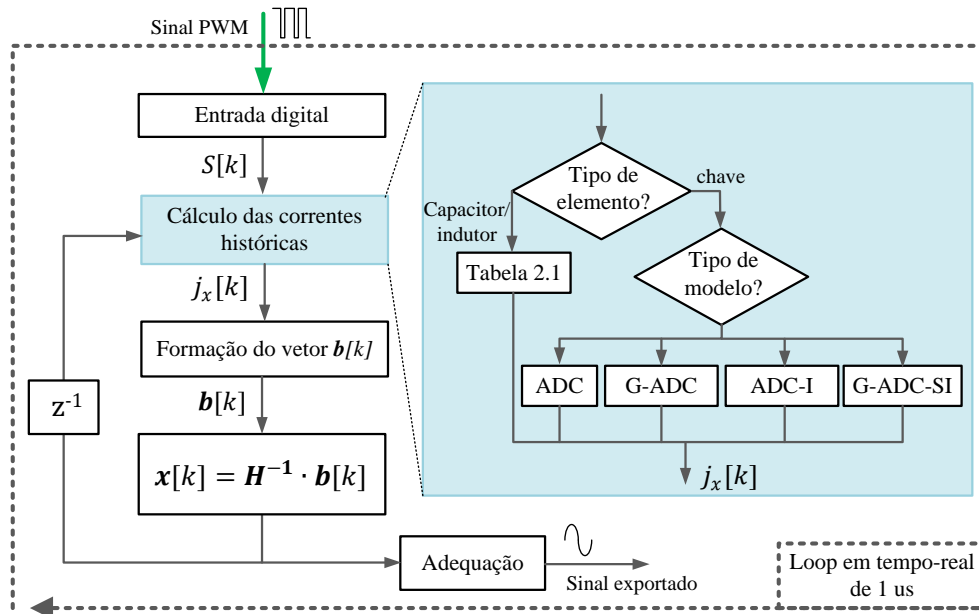 Sinal PWM
Entrada digital
S[k]
Cálculo das correntes
históricas
j_x[k]
Formação do vetor b[k]
b[k]
z⁻¹
x[k] = H⁻¹ · b[k]
Adequação
Sinal exportado
Tipo de
elemento?
chave
Capacitor/
indutor
Tabela 2.1
Tipo de
modelo?
ADC
G-ADC
ADC-I
G-ADC-SI
j_x[k]
Loop em tempo-real
de 1 us